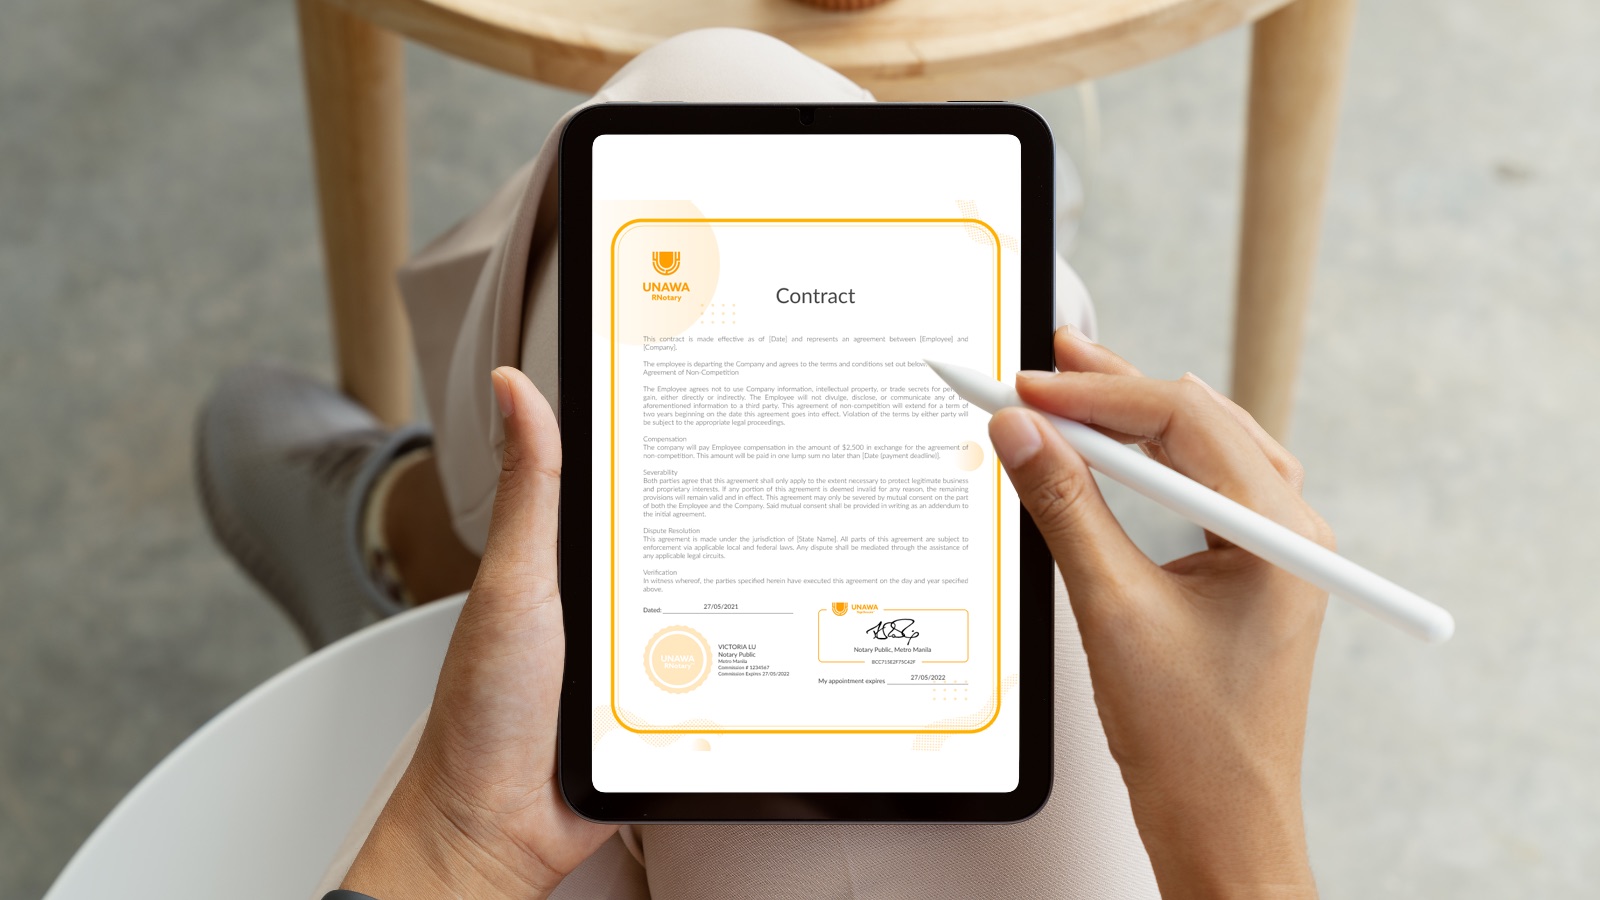 UNAWA
RNotary
Contract
This contract is made effective as of [Date] and represents an agreement between [Employee] and
[Company].
The employee is departing the Company and agrees to the terms and conditions set out below.
Agreement of Non-Competition
The Employee agrees not to use Company information, intellectual property, or trade secrets for
gain, either directly or indirectly. The Employee will not divulge, disclose, or communicate any of
aforementioned information to a third party. This agreement of non-competition will extend for a term of
two years beginning on the date this agreement goes into effect. Violation of the terms by either party will
be subject to the appropriate legal proceedings.
Compensation
The company will pay Employee compensation in the amount of $2,500 in exchange for the agreement of
non-competition. This amount will be paid in one lump sum no later than [Date (payment deadline)].
Severability
Both parties agree that this agreement shall only apply to the extent necessary to protect legitimate business
and proprietary interests. If any portion of this agreement is deemed invalid for any reason, the remaining
provisions will remain valid and in effect. This agreement may only be severed by mutual consent on the part
of both the Employee and the Company. Said mutual consent shall be provided in writing as an addendum to
the initial agreement.
Dispute Resolution
This agreement is made under the jurisdiction of [State Name]. All parts of this agreement are subject to
enforcement via applicable local and federal laws. Any dispute shall be mediated through the assistance of
any applicable legal circuits.
Verification
In witness whereof, the parties specified herein have executed this agreement on the day and year specified
above.
Dated: 27/05/2021
UNAWA
RNotary
VICTORIA LU
Notary Public
Metro Manila
Commission # 1234567
Commission Expires 27/05/2022
UNAWA
Notary Public, Metro Manila
BCC715E2F75C42F
My appointment expires 27/05/2022